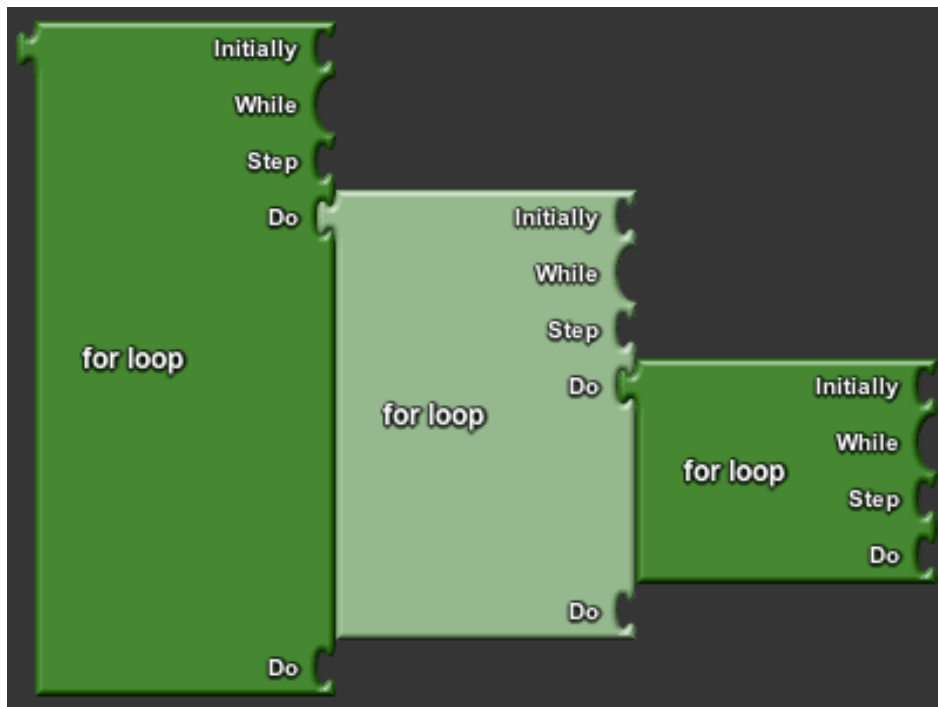 Initially
While
Step
Do
for loop
Do
Initially
While
Step
Do
for loop
Do
Initially
While
for loop
Step
Do